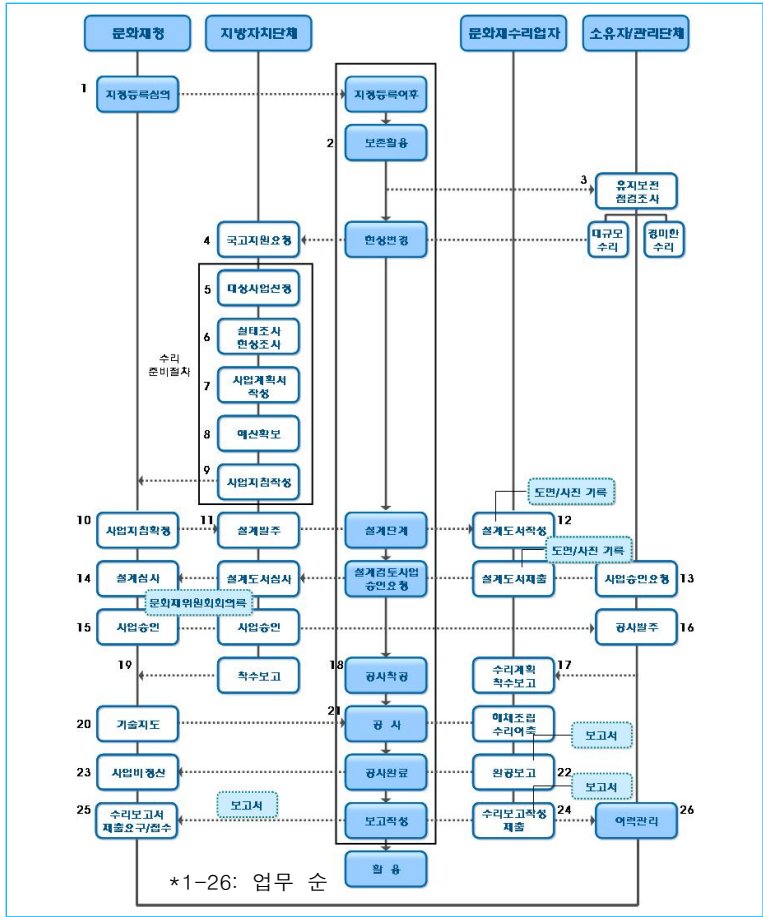 문화재청 지방자치단체 문화재수리업자 소유자/관리단체
1 지정등록심의 지정등록이후
2 보존활용
3 유지보전
점검조사
대규모
수리
경미한
수리
4 국고지원요청 현상변경
5 대상사업선정
6 실태조사
현상조사
수리
준비절차
7 사업계획서
작성
8 예산확보
9 사업지침작성
도면/사진 기록
10 사업지침확정 11 설계발주 설계단계 설계도서작성 12
도면/사진 기록
14 설계심사 설계도서심사 설계검토사업
승인요청 설계도서제출 사업승인요청 13
문화재위원회회의록
15 사업승인 사업승인 공사발주 16
19 착수보고 18 공사착공 수리계획
착수보고 17
20 기술지도 21 공 사 해체조립
수리여축
보고서
23 사업비정산 공사완료 완공보고 22
보고서
보고서
25 수리보고서
제출요구/접수 보고작성 수리보고작성
제출 24 이력관리 26
활 용
*1-26: 업무 순